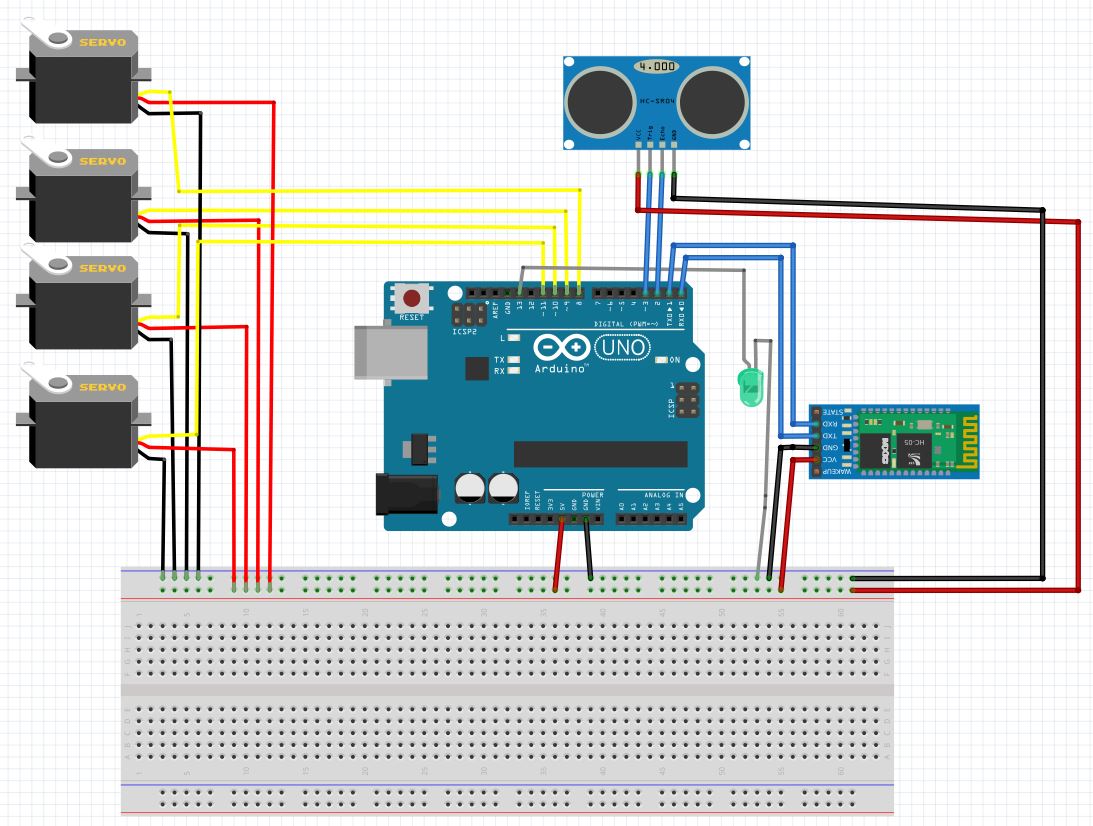 SERVO
SERVO
SERVO
SERVO
4.000
HC-SR04
VCC
Trig
Echo
GND
RESET
ICSP2
AREF
GND
13
12
~11
~10
~9
8
7
~6
~5
4
~3
2
TXD▶1
RXD◀0
DIGITAL (PWM=~)
L
TX
RX
UNO
Arduino™
ON
1
ICSP
IOREF
RESET
3V3
5V
GND
GND
VIN
POWER
ANALOG IN
A0
A1
A2
A3
A4
A5
STATE
RXD
TXD
GND
VCC
WAKEUP
HC-05
1 5 10 15 20 25 30 35 40 45 50 55 60
J
I
H
G
F
J
I
H
G
F
E
D
C
B
A
E
D
C
B
A
1 5 10 15 20 25 30 35 40 45 50 55 60